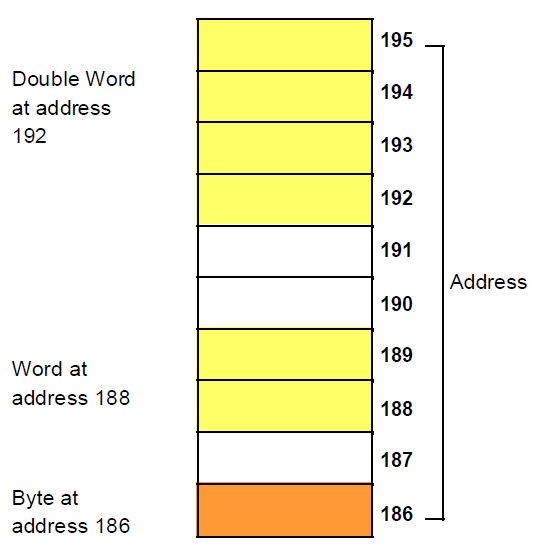 195
Double Word
at address
192
194
193
192
191
190
Address
189
Word at
address 188
188
187
Byte at
address 186
186